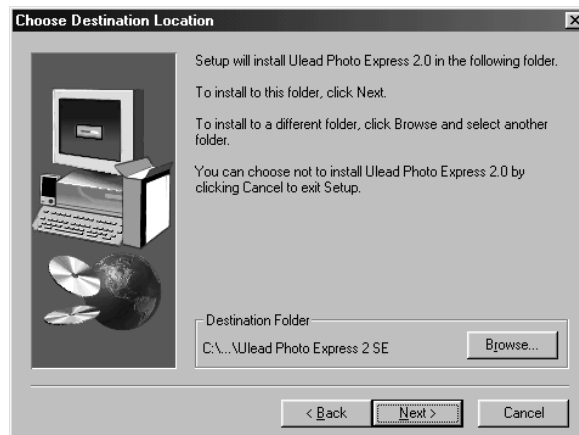 Choose Destination Location
Setup will install Ulead Photo Express 2.0 in the following folder.
To install to this folder, click Next.
To install to a different folder, click Browse and select another
folder.
You can choose not to install Ulead Photo Express 2.0 by
clicking Cancel to exit Setup.
Destination Folder
C:\...\Ulead Photo Express 2 SE
Browse...
< Back
Next >
Cancel